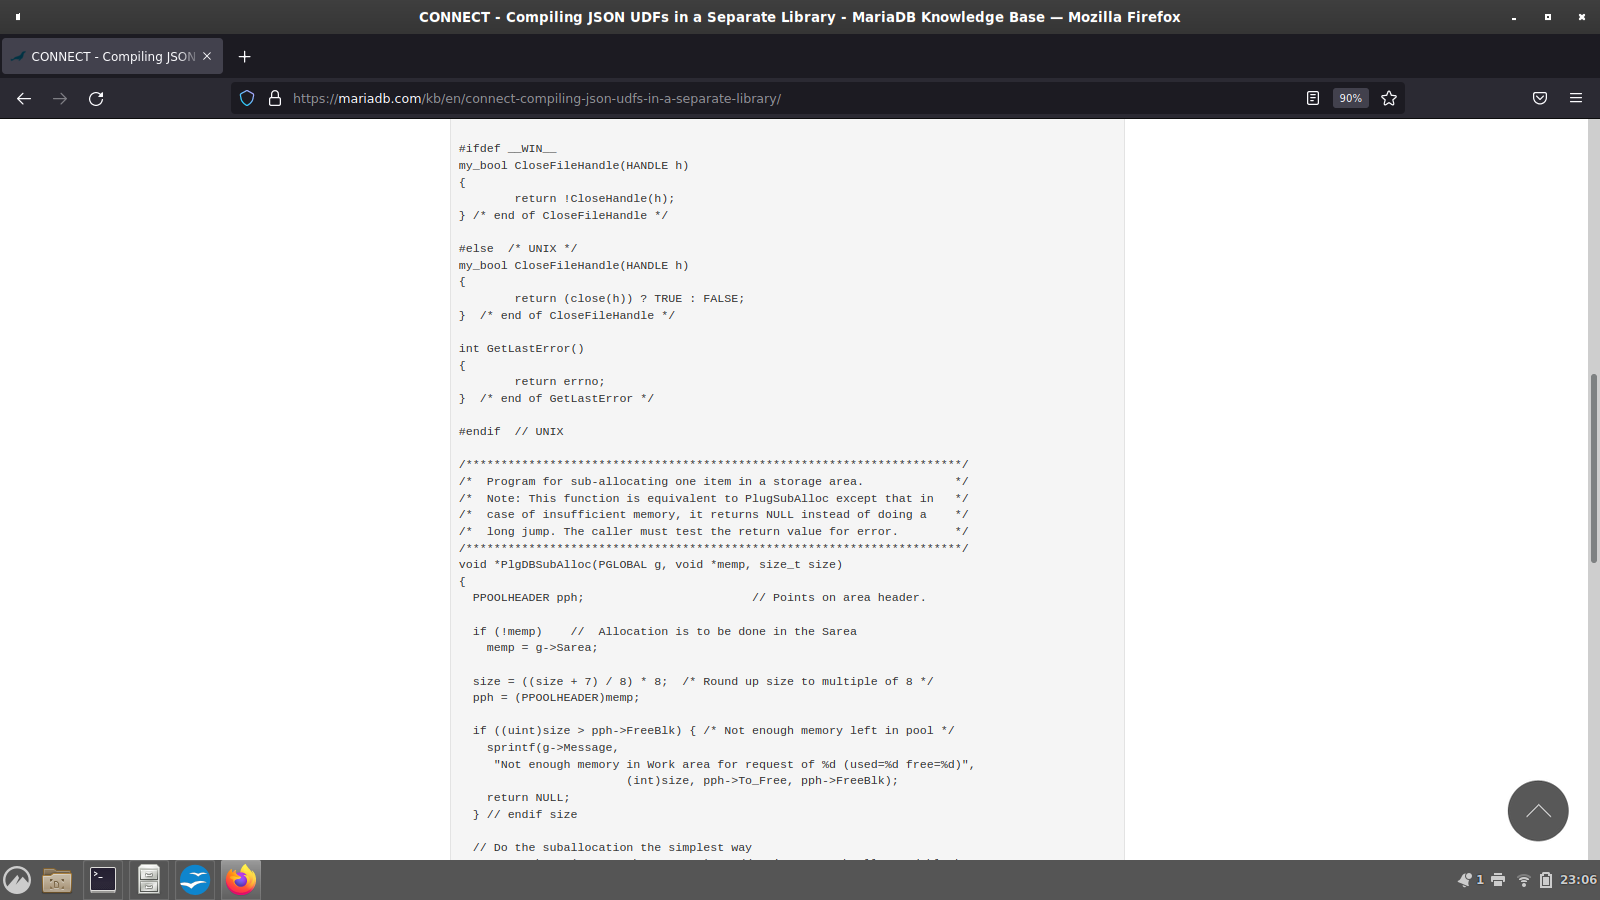 CONNECT - Compiling JSON UDFs in a Separate Library - MariaDB Knowledge Base — Mozilla Firefox
CONNECT - Compiling JSON
https://mariadb.com/kb/en/connect-compiling-json-udfs-in-a-separate-library/
90%
#ifdef __WIN__
my_bool CloseFileHandle(HANDLE h)
{
return !CloseHandle(h);
} /* end of CloseFileHandle */
#else  /* UNIX */
my_bool CloseFileHandle(HANDLE h)
{
return (close(h)) ? TRUE : FALSE;
}  /* end of CloseFileHandle */
int GetLastError()
{
return errno;
}  /* end of GetLastError */
#endif  // UNIX
/***********************************************************************/
/*  Program for sub-allocating one item in a storage area.             */
/*  Note: This function is equivalent to PlugSubAlloc except that in   */
/*  case of insufficient memory, it returns NULL instead of doing a    */
/*  long jump. The caller must test the return value for error.        */
/***********************************************************************/
void *PlgDBSubAlloc(PGLOBAL g, void *memp, size_t size)
{
PPOOLHEADER pph;                        // Points on area header.
if (!memp)    //  Allocation is to be done in the Sarea
memp = g->Sarea;
size = ((size + 7) / 8) * 8;  /* Round up size to multiple of 8 */
pph = (PPOOLHEADER)memp;
if ((uint)size > pph->FreeBlk) { /* Not enough memory left in pool */
sprintf(g->Message,
"Not enough memory in Work area for request of %d (used=%d free=%d)",
(int)size, pph->To_Free, pph->FreeBlk);
return NULL;
} // endif size
// Do the suballocation the simplest way
1
23:06